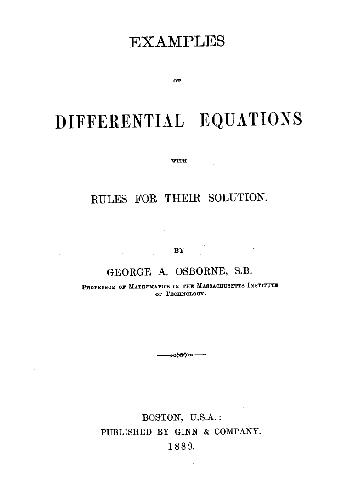 EXAMPLES
OF
DIFFERENTIAL EQUATIONS
WITH
RULES FOR THEIR SOLUTION.
BY
GEORGE A. OSBORNE, S.B.
PROFESSOR OF MATHEMATICS IN THE MASSACHUSETTS INSTITUTE
OF TECHNOLOGY.
BOSTON, U.S.A.:
PUBLISHED BY GINN & COMPANY.
1889.